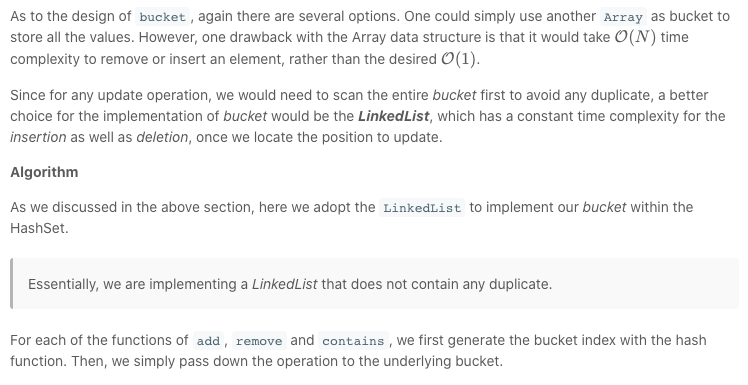 As to the design of bucket, again there are several options. One could simply use another Array as bucket to
store all the values. However, one drawback with the Array data structure is that it would take O(N) time
complexity to remove or insert an element, rather than the desired O(1).
Since for any update operation, we would need to scan the entire bucket first to avoid any duplicate, a better
choice for the implementation of bucket would be the LinkedList, which has a constant time complexity for the
insertion as well as deletion, once we locate the position to update.
Algorithm
As we discussed in the above section, here we adopt the LinkedList to implement our bucket within the
HashSet.
Essentially, we are implementing a LinkedList that does not contain any duplicate.
For each of the functions of add, remove and contains, we first generate the bucket index with the hash
function. Then, we simply pass down the operation to the underlying bucket.